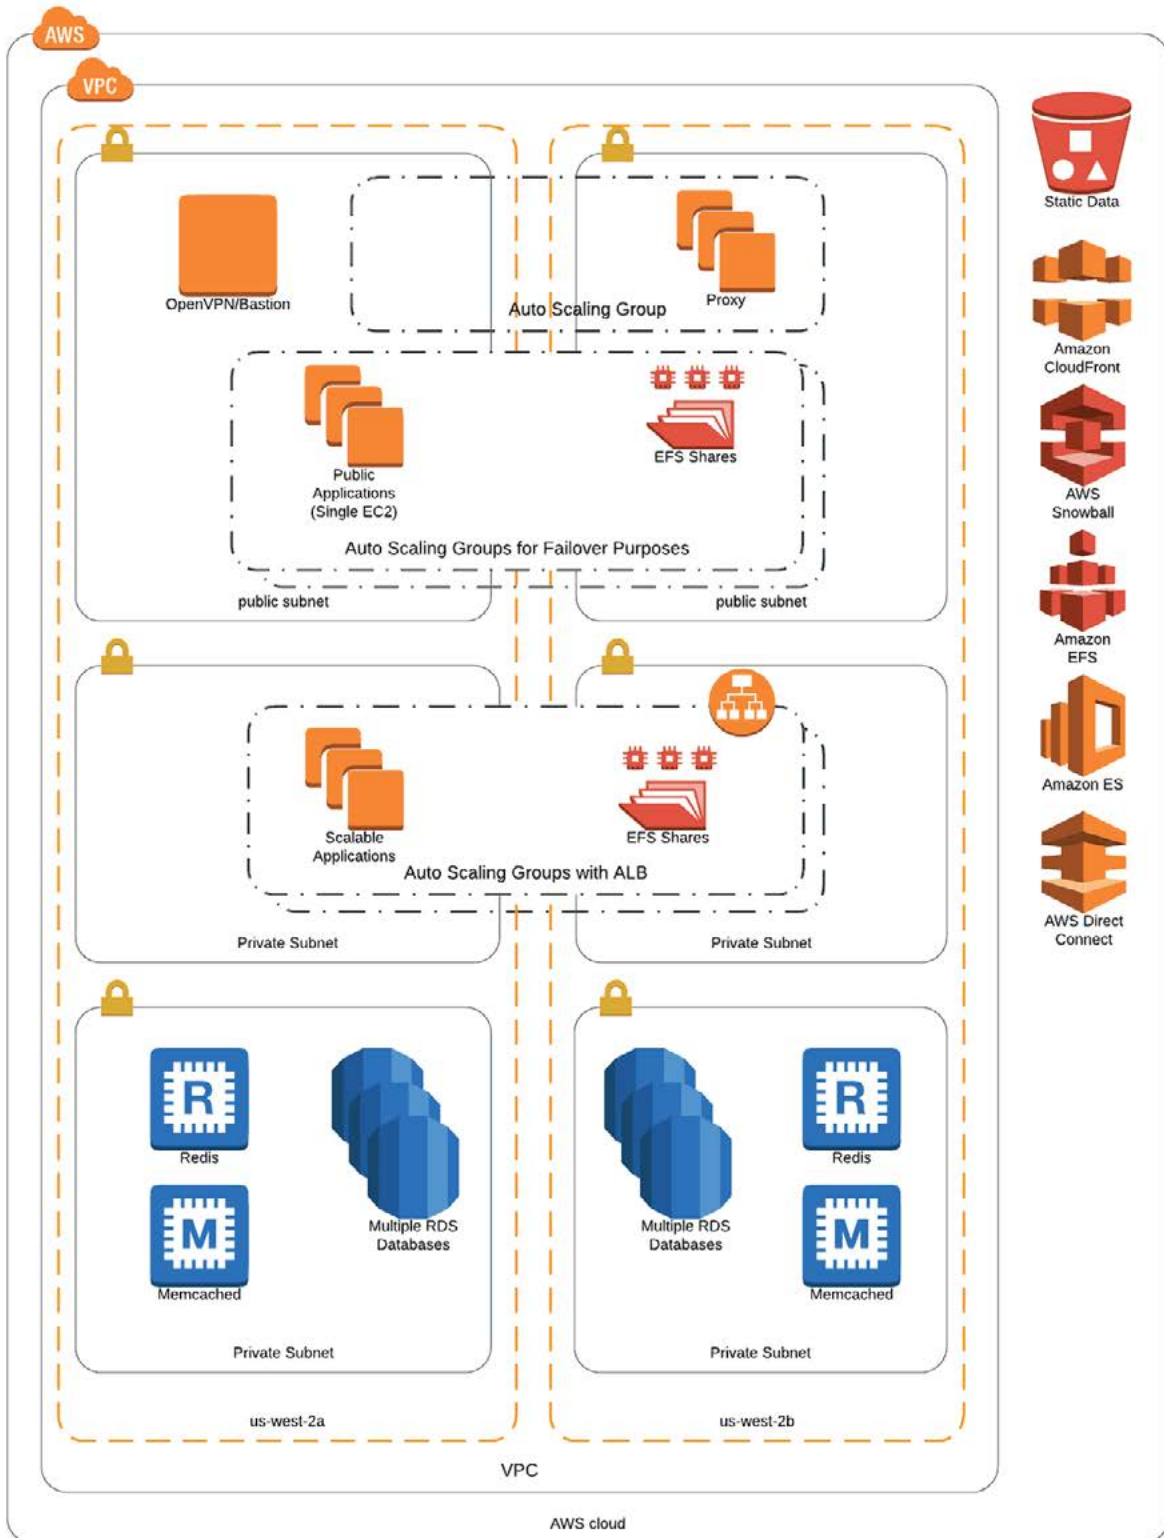 AWS
VPC
Static Data
OpenVPN/Bastion
Proxy
Auto Scaling Group
Amazon
CloudFront
EFS Shares
Public
Applications
(Single EC2)
AWS
Snowball
Auto Scaling Groups for Failover Purposes
public subnet
public subnet
Amazon
EFS
Amazon ES
Scalable
Applications
EFS Shares
Auto Scaling Groups with ALB
AWS Direct
Connect
Private Subnet
Private Subnet
R
Redis
R
Redis
Multiple RDS
Databases
Multiple RDS
Databases
M
Memcached
M
Memcached
Private Subnet
Private Subnet
us-west-2a
us-west-2b
VPC
AWS cloud